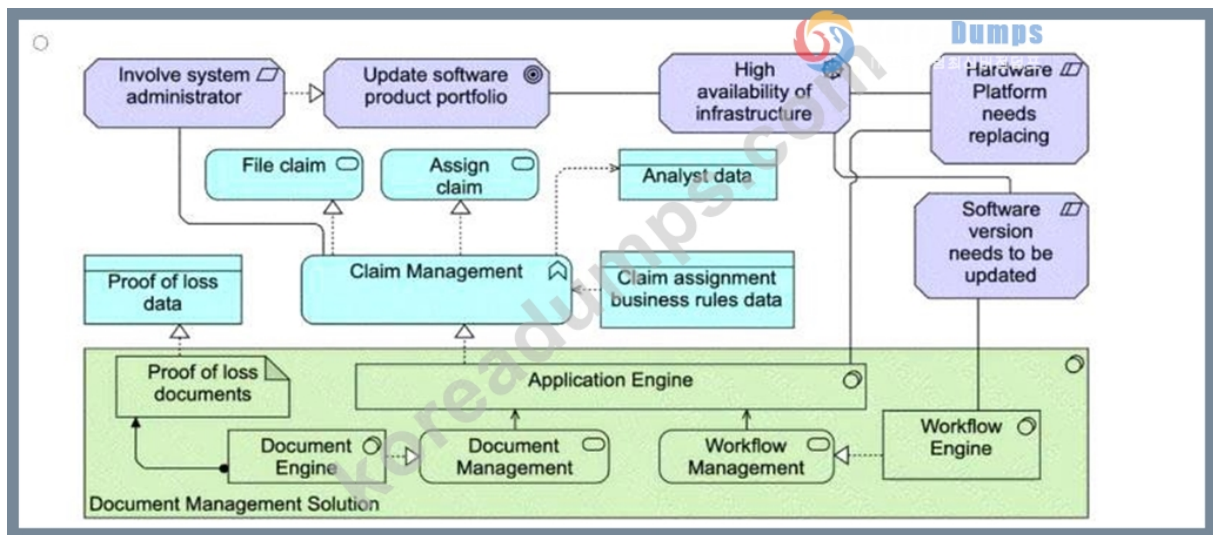 Dumps
Involve system
administrator
Update software
product portfolio
High
availability of
infrastructure
Hardware
Platform
needs
replacing
File claim
Assign
claim
Analyst data
Software
version
needs to be
updated
Proof of loss
data
Claim Management
Claim assignment
business rules data
koreadumps.com
Proof of loss
documents
Application Engine
Document
Engine
Document
Management
Workflow
Management
Workflow
Engine
Document Management Solution